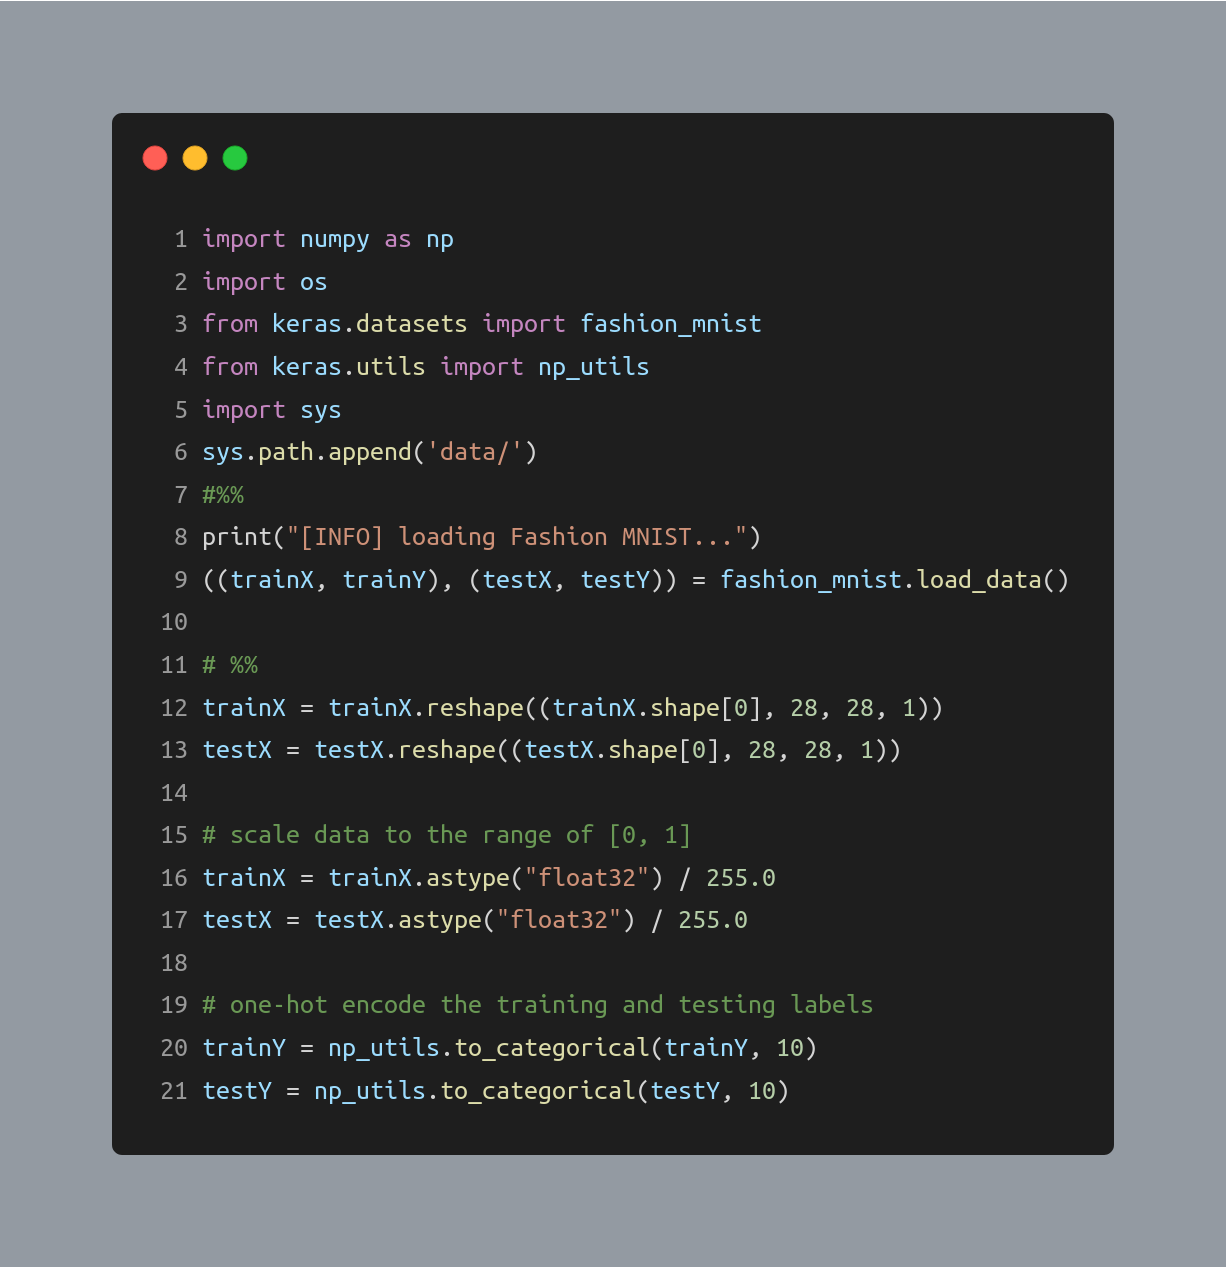 1 import numpy as np
2 import os
3 from keras.datasets import fashion_mnist
4 from keras.utils import np_utils
5 import sys
6 sys.path.append('data/')
7 #%%
8 print("[INFO] loading Fashion MNIST...")
9 ((trainX, trainY), (testX, testY)) = fashion_mnist.load_data()
10
11 # %%
12 trainX = trainX.reshape((trainX.shape[0], 28, 28, 1))
13 testX = testX.reshape((testX.shape[0], 28, 28, 1))
14
15 # scale data to the range of [0, 1]
16 trainX = trainX.astype("float32") / 255.0
17 testX = testX.astype("float32") / 255.0
18
19 # one-hot encode the training and testing labels
20 trainY = np_utils.to_categorical(trainY, 10)
21 testY = np_utils.to_categorical(testY, 10)